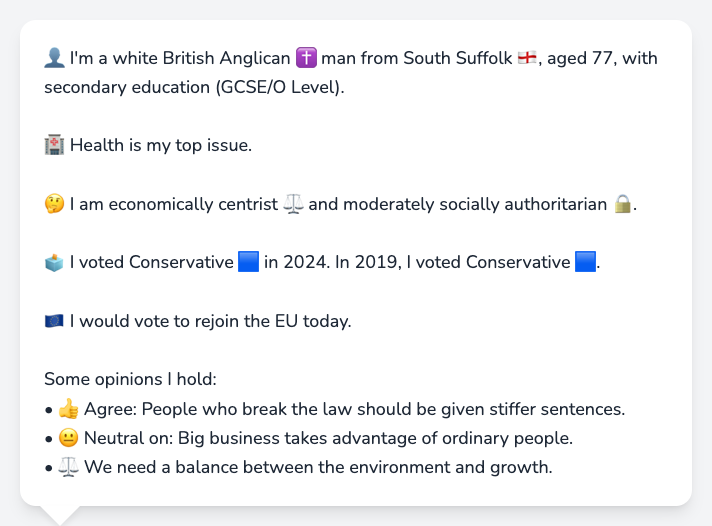 👤 I'm a white British Anglican ✝️ man from South Suffolk 🏴󠁧󠁢󠁥󠁮󠁧󠁿, aged 77, with
secondary education (GCSE/O Level).
🏥 Health is my top issue.
🤔 I am economically centrist ⚖️ and moderately socially authoritarian 🔒.
🗳️ I voted Conservative 🟦 in 2024. In 2019, I voted Conservative 🟦.
🇪🇺 I would vote to rejoin the EU today.
Some opinions I hold:
• 👍 Agree: People who break the law should be given stiffer sentences.
• 😐 Neutral on: Big business takes advantage of ordinary people.
• ⚖️ We need a balance between the environment and growth.